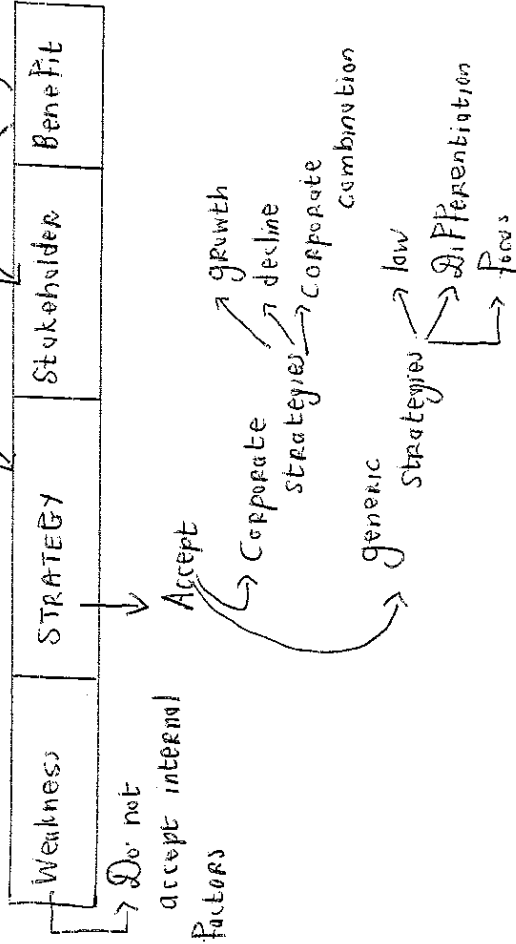 Weakness STRATEGY Stakeholder Benefit
Do not
accept internal
factors
Accept
Corporate
strategies
growth
decline
Corporate
combination
generic
strategies
low
Differentiation
focus